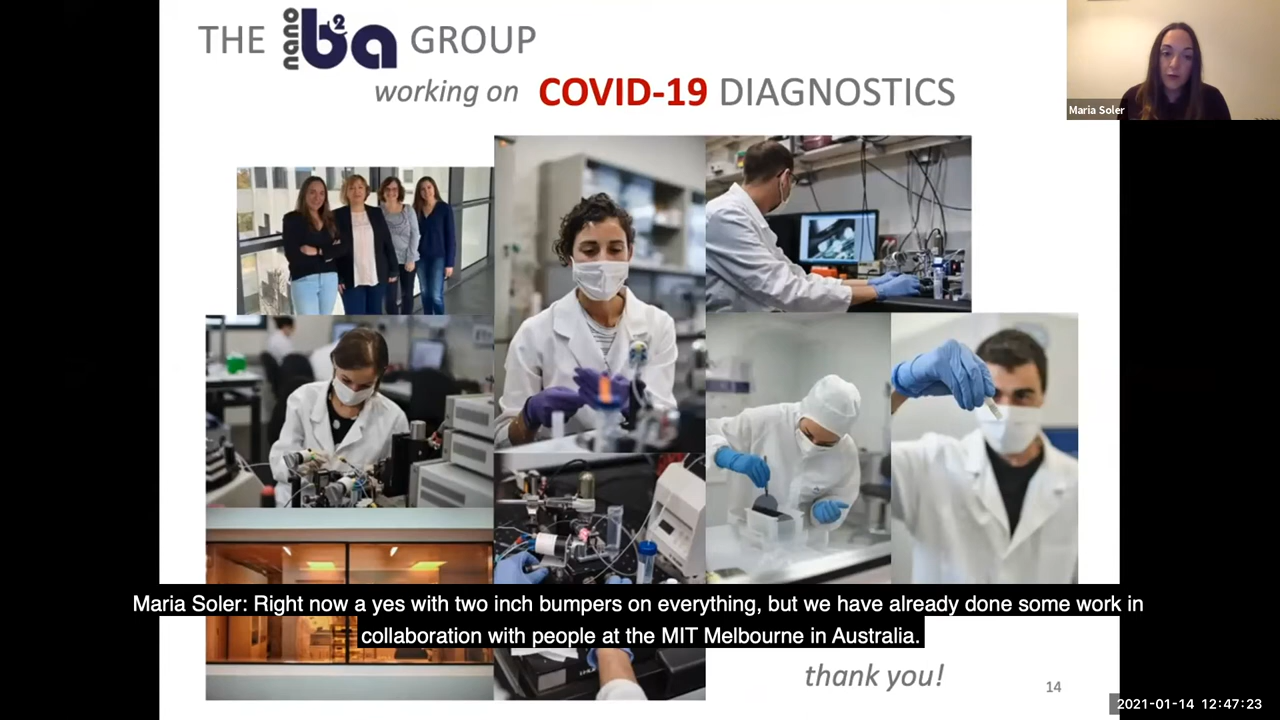 THE nano b2a GROUP
working on COVID-19 DIAGNOSTICS
Maria Soler
Maria Soler: Right now a yes with two inch bumpers on everything, but we have already done some work in
collaboration with people at the MIT Melbourne in Australia.
thank you!
14
2021-01-14 12:47:23